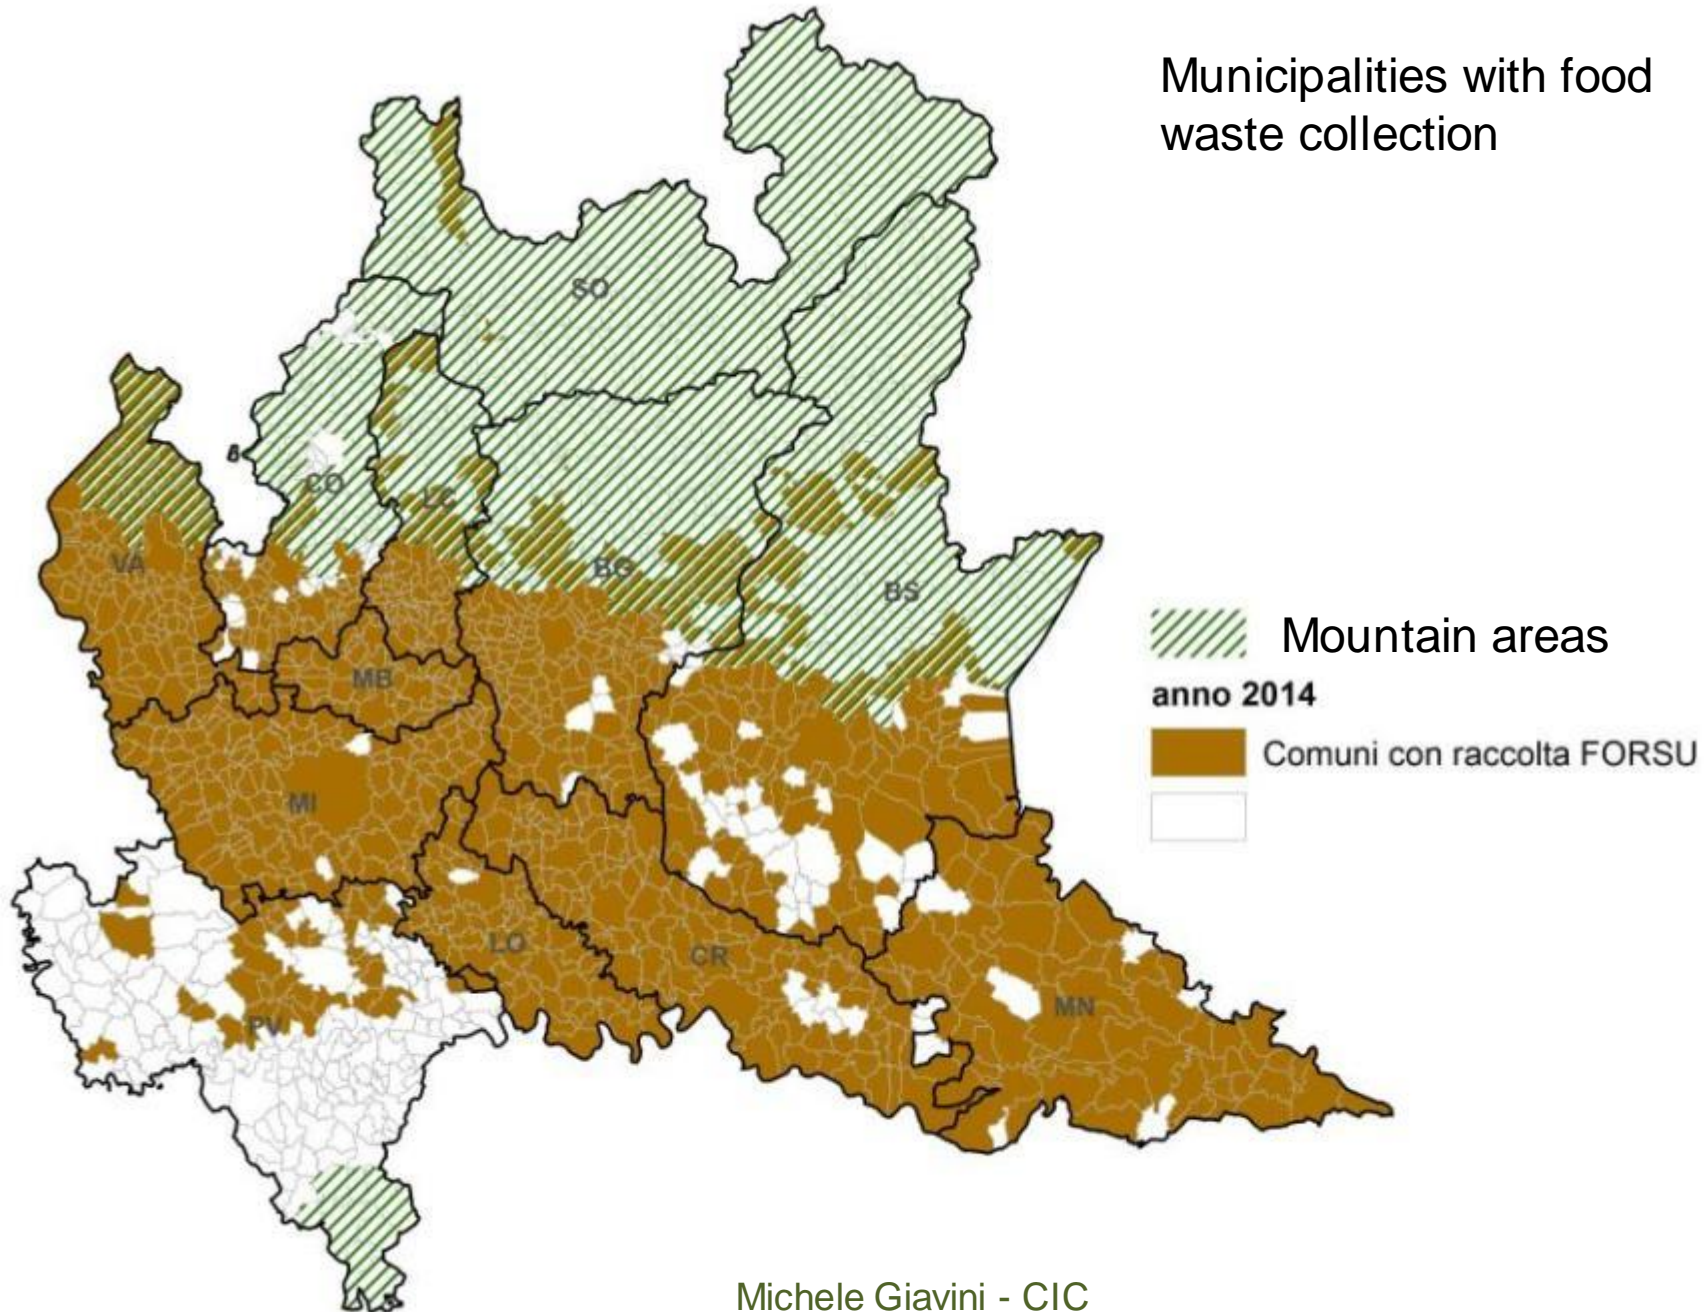 Municipalities with food
waste collection
SO
CO
LC
VA
BG
BS
Mountain areas
anno 2014
MB
Comuni con raccolta FORSU
MI
LO
CR
MN
PV
Michele Giavini - CIC